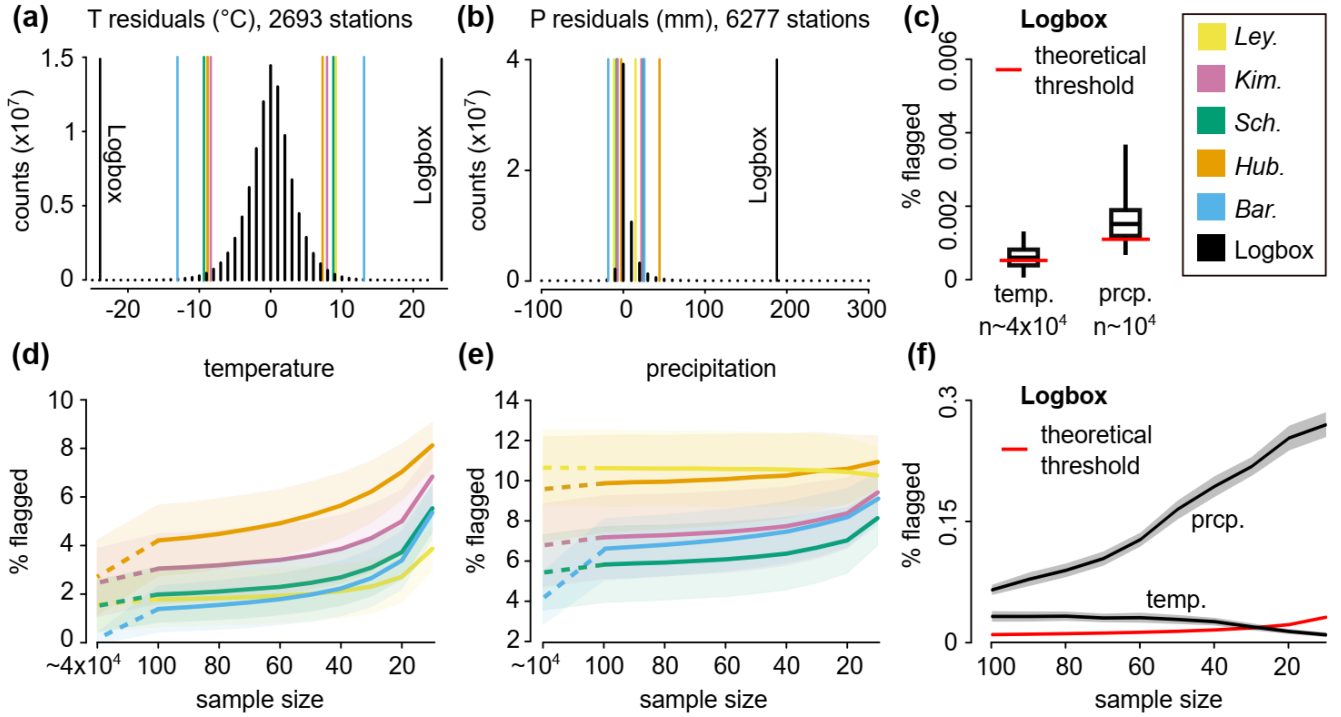 (a) T residuals (°C), 2693 stations
counts (x10⁷)
1.5
1
0.5
0
Logbox
Logbox
-20 -10 0 10 20
(b) P residuals (mm), 6277 stations
counts (x10⁷)
4
2
0
Logbox
-100 0 100 200 300
(c) Logbox
theoretical
threshold
% flagged
0.006
0.004
0.002
0
temp.
n~4x10⁴
prcp.
n~10⁴
Ley.
Kim.
Sch.
Hub.
Bar.
Logbox
(d) temperature
% flagged
10
8
6
4
2
0
~4x10⁴ 100 80 60 40 20
sample size
(e) precipitation
% flagged
14
12
10
8
6
4
2
~10⁴ 100 80 60 40 20
sample size
(f)
Logbox
theoretical
threshold
% flagged
0.3
0.15
0
prcp.
temp.
100 80 60 40 20
sample size